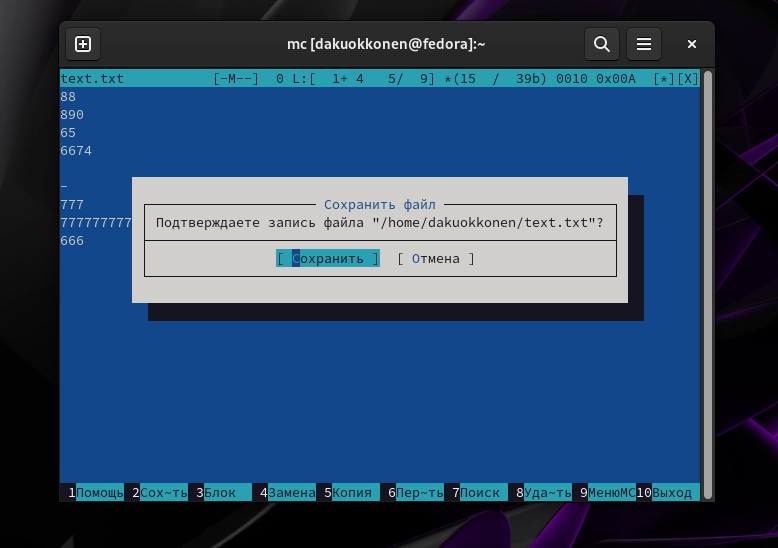 mc [dakuokkonen@fedora]:~
text.txt [-M--] 0 L:[ 1+ 4 5/ 9] *(15 / 39b) 0010 0x00A [*][X]
88
890
65
6674
-
777
777777777
666
Сохранить файл
Подтверждаете запись файла "/home/dakuokkonen/text.txt"?
[ Сохранить ] [ Отмена ]
1Помощь 2Сох~ть 3Блок 4Замена 5Копия 6Пер~ть 7Поиск 8Уда~ть 9МенюMC10Выход